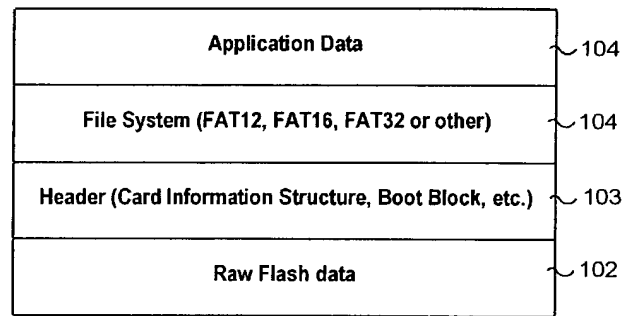 Application Data 104
File System (FAT12, FAT16, FAT32 or other) 104
Header (Card Information Structure, Boot Block, etc.) 103
Raw Flash data 102